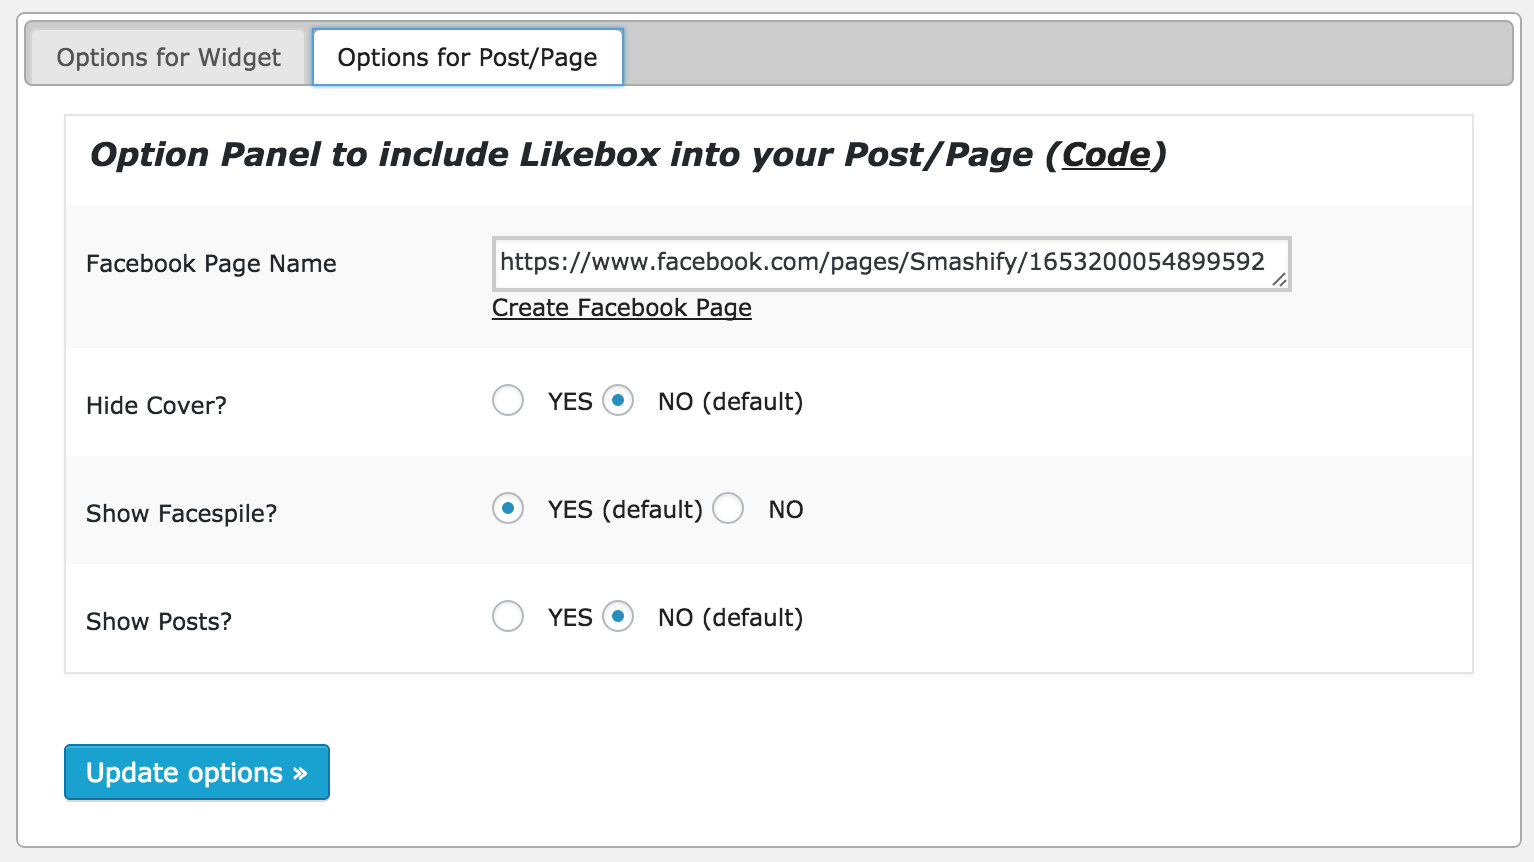 Options for Widget Options for Post/Page
Option Panel to include Likebox into your Post/Page (Code)
Facebook Page Name https://www.facebook.com/pages/Smashify/1653200054899592
Create Facebook Page
Hide Cover? YES NO (default)
Show Facespile? YES (default) NO
Show Posts? YES NO (default)
Update options »